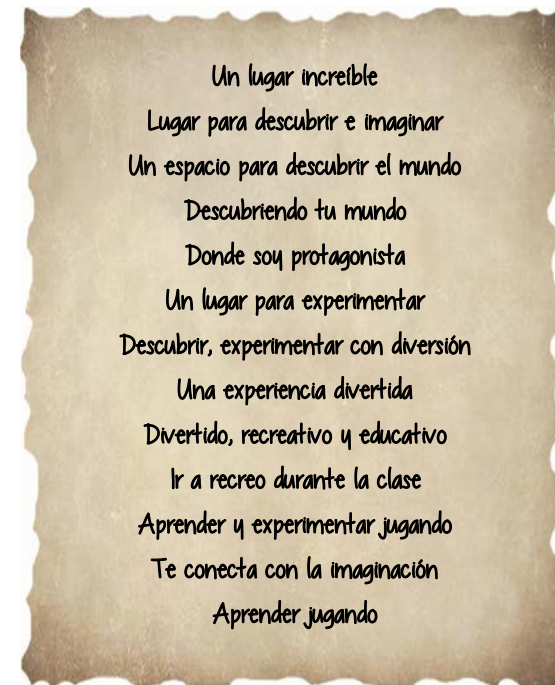 Un lugar increíble
Lugar para descubrir e imaginar
Un espacio para descubrir el mundo
Descubriendo tu mundo
Donde soy protagonista
Un lugar para experimentar
Descubrir, experimentar con diversión
Una experiencia divertida
Divertido, recreativo y educativo
Ir a recreo durante la clase
Aprender y experimentar jugando
Te conecta con la imaginación
Aprender jugando